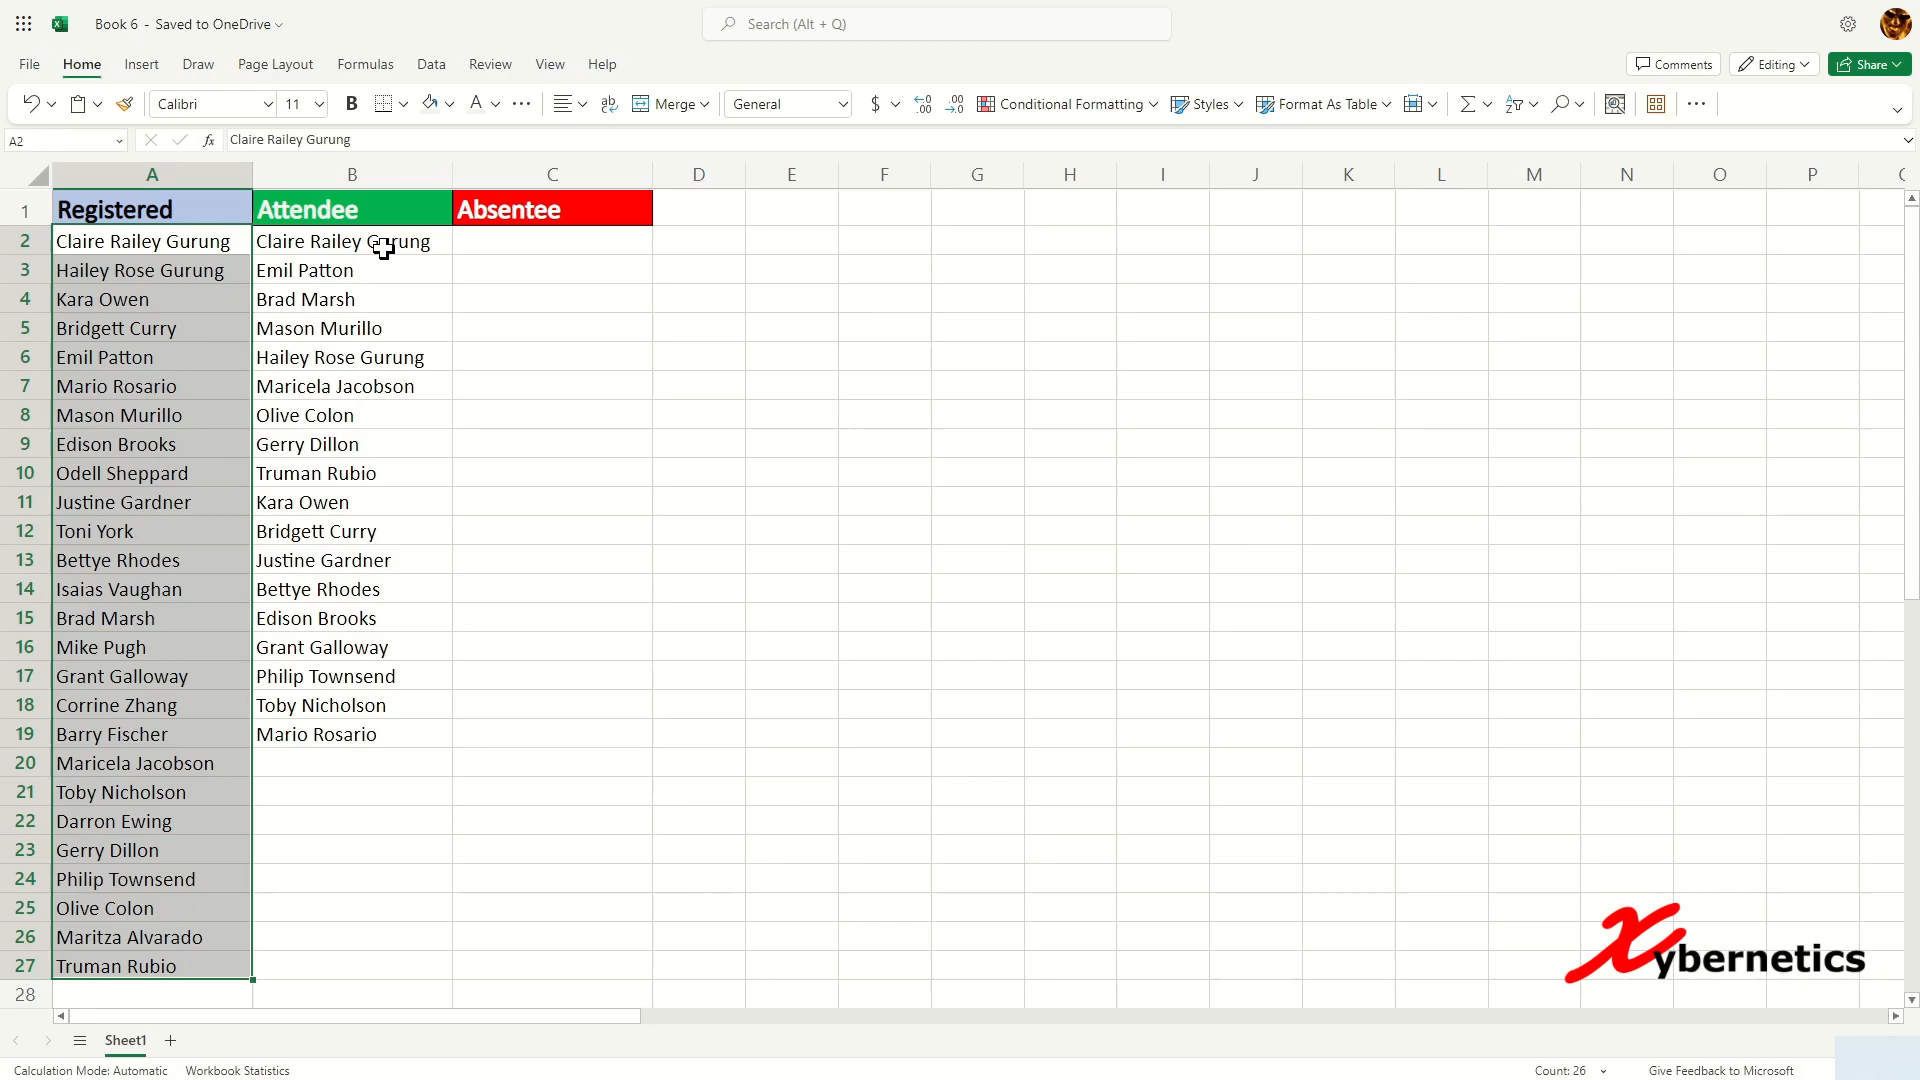 Book 6 - Saved to OneDrive
Search (Alt + Q)
File Home Insert Draw Page Layout Formulas Data Review View Help
Comments Editing Share
Calibri 11 B A Merge General $ Conditional Formatting Styles Format As Table
A2 fx Claire Railey Gurung
A B C D E F G H I J K L M N O P
1 Registered Attendee Absentee
2 Claire Railey Gurung Claire Railey Gurung
3 Hailey Rose Gurung Emil Patton
4 Kara Owen Brad Marsh
5 Bridgett Curry Mason Murillo
6 Emil Patton Hailey Rose Gurung
7 Mario Rosario Maricela Jacobson
8 Mason Murillo Olive Colon
9 Edison Brooks Gerry Dillon
10 Odell Sheppard Truman Rubio
11 Justine Gardner Kara Owen
12 Toni York Bridgett Curry
13 Bettye Rhodes Justine Gardner
14 Isaias Vaughan Bettye Rhodes
15 Brad Marsh Edison Brooks
16 Mike Pugh Grant Galloway
17 Grant Galloway Philip Townsend
18 Corrine Zhang Toby Nicholson
19 Barry Fischer Mario Rosario
20 Maricela Jacobson
21 Toby Nicholson
22 Darron Ewing
23 Gerry Dillon
24 Philip Townsend
25 Olive Colon
26 Maritza Alvarado
27 Truman Rubio
28
Xybernetics
Sheet1
Calculation Mode: Automatic Workbook Statistics Count: 26 Give Feedback to Microsoft